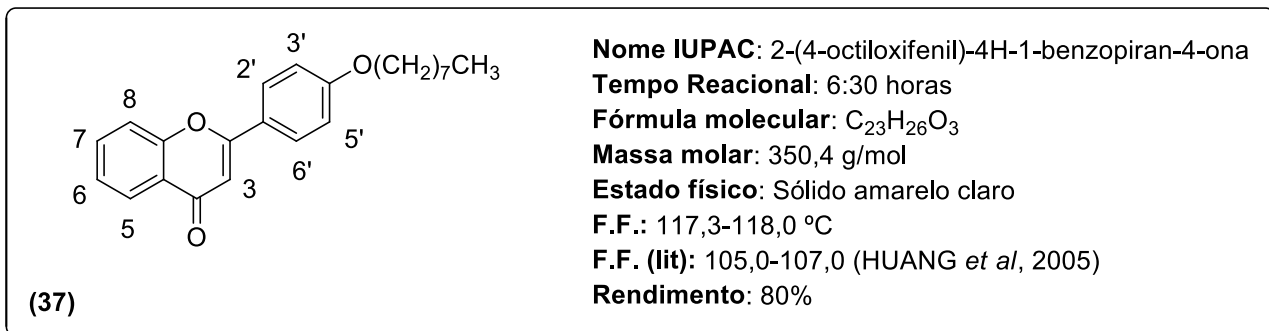 3'
2'
O(CH2)7CH3
8
7
O
5'
6'
6
3
5
O
(37)
Nome IUPAC: 2-(4-octiloxifenil)-4H-1-benzopiran-4-ona
Tempo Reacional: 6:30 horas
Fórmula molecular: C23H26O3
Massa molar: 350,4 g/mol
Estado físico: Sólido amarelo claro
F.F.: 117,3-118,0 ºC
F.F. (lit): 105,0-107,0 (HUANG et al, 2005)
Rendimento: 80%